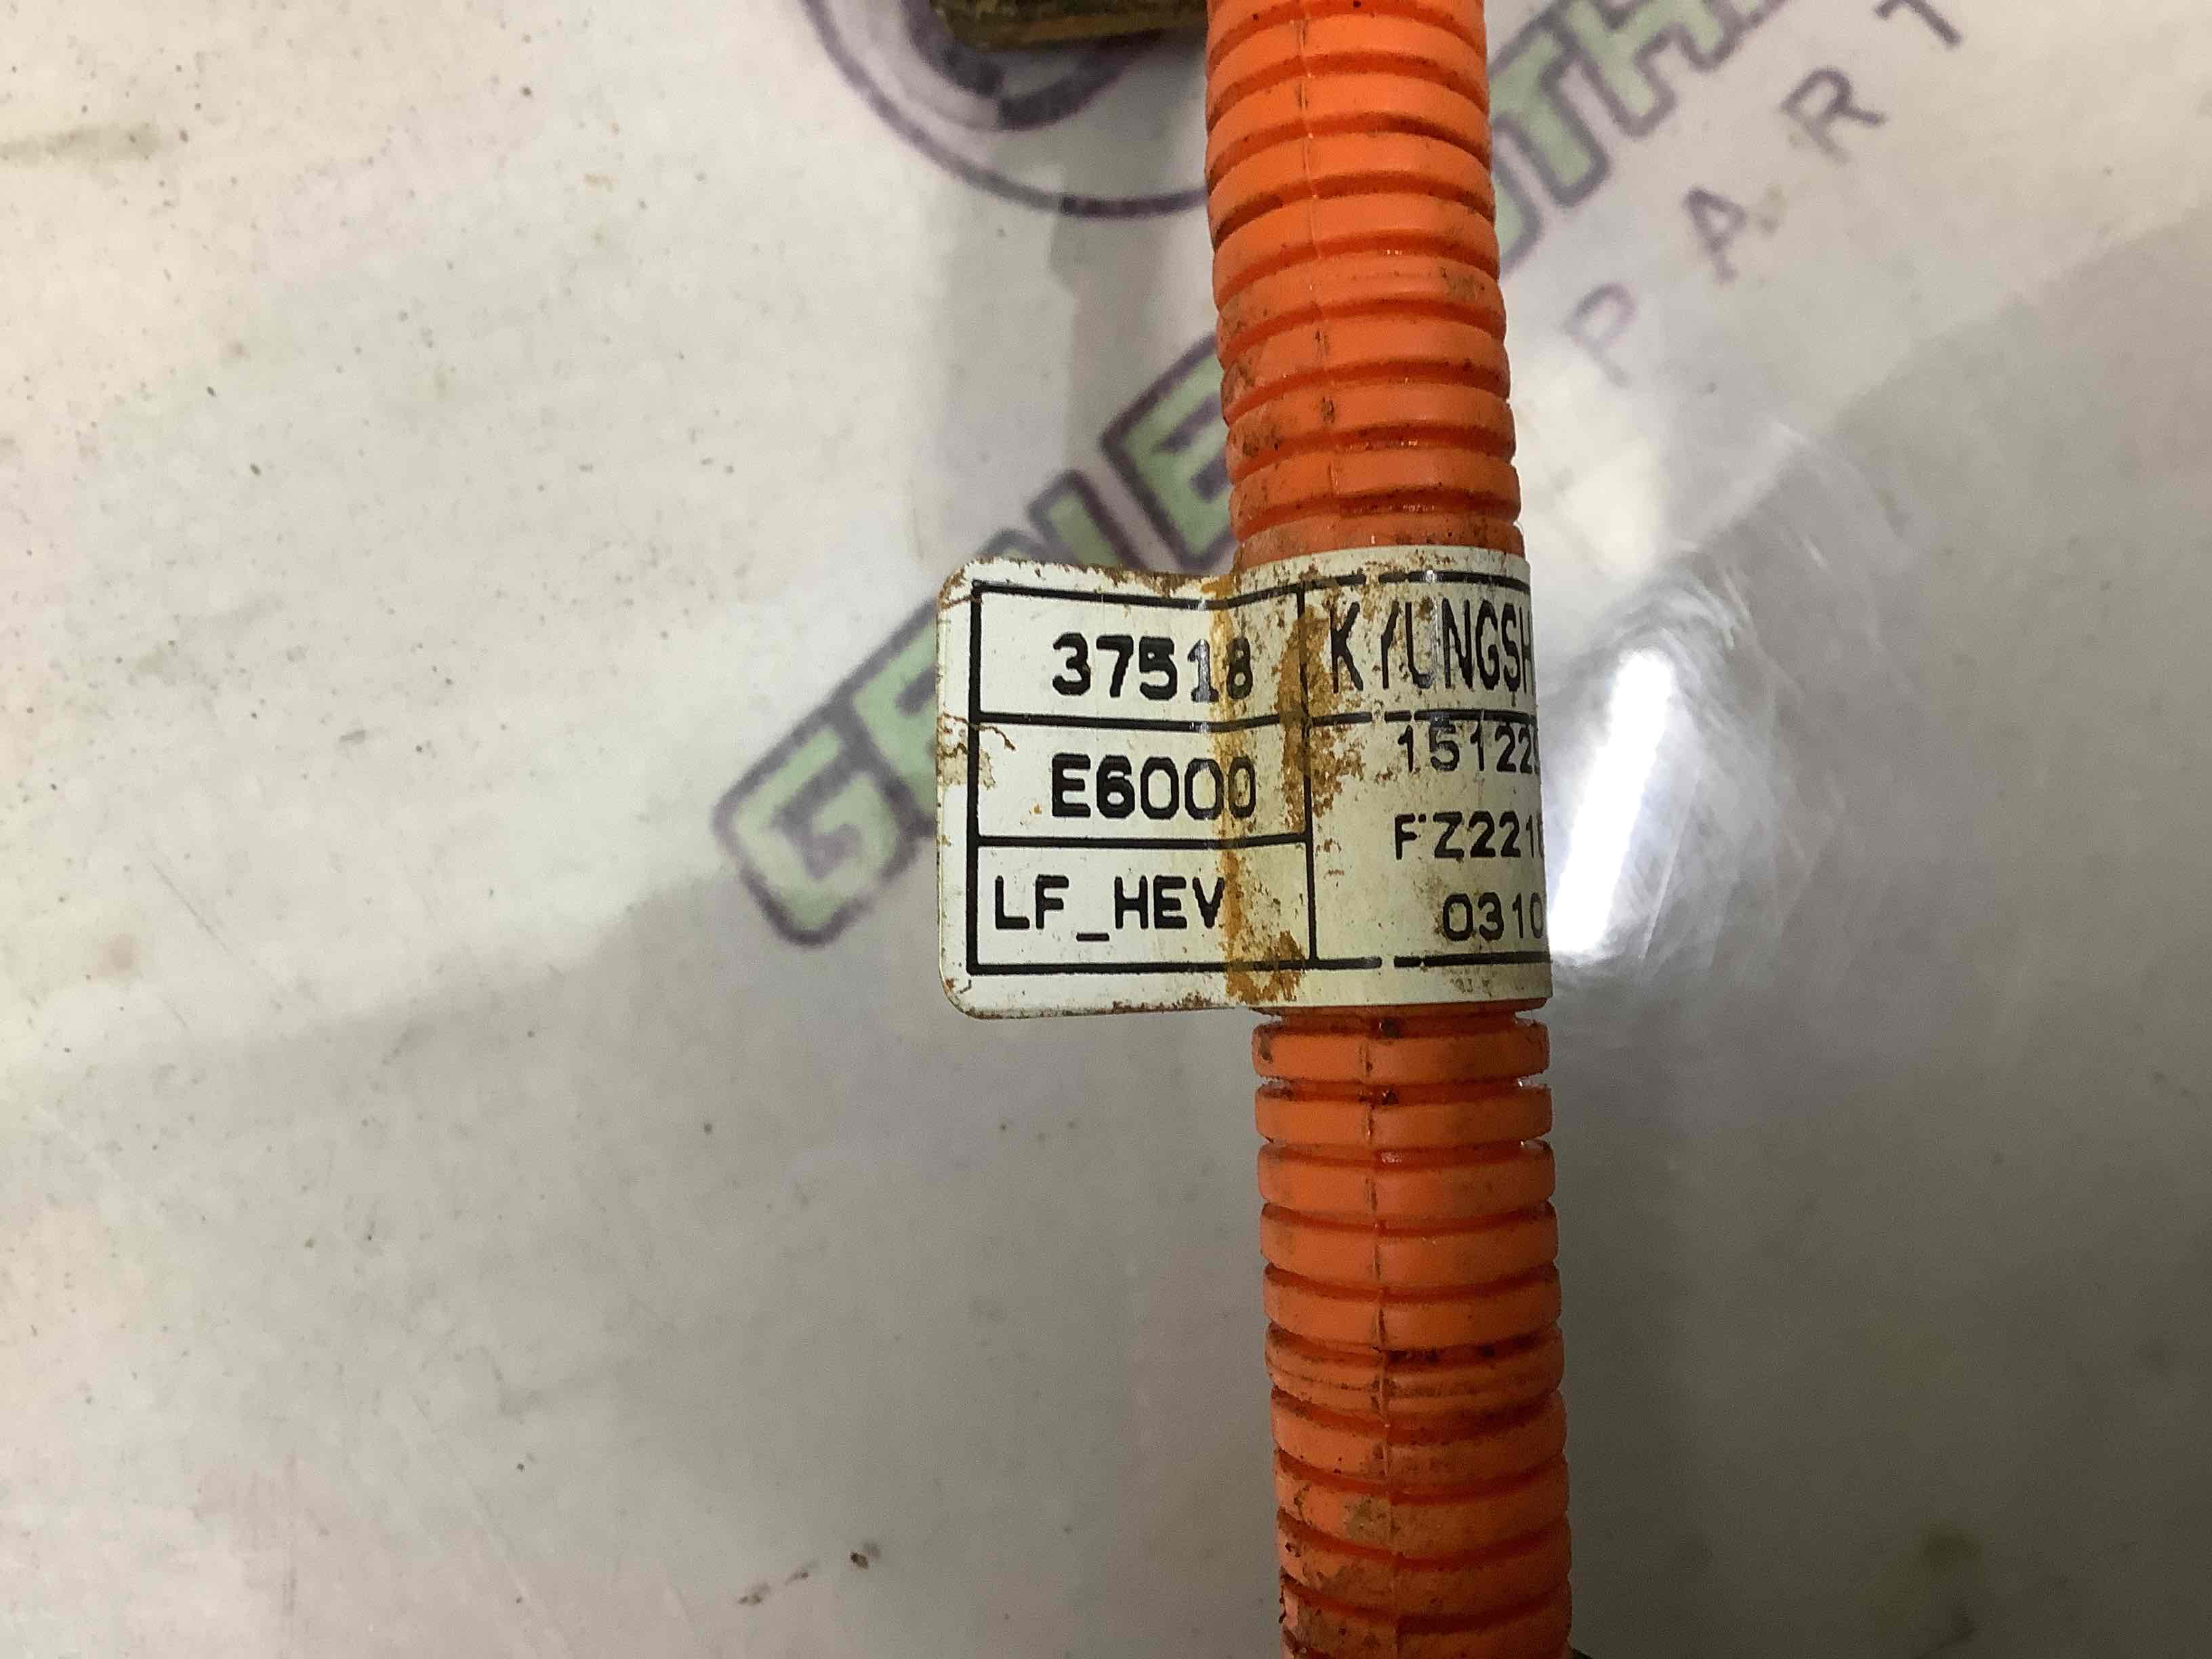 PART
37518
KYUNGSH
E6000
15122
LF_HEV
FZ221
0310